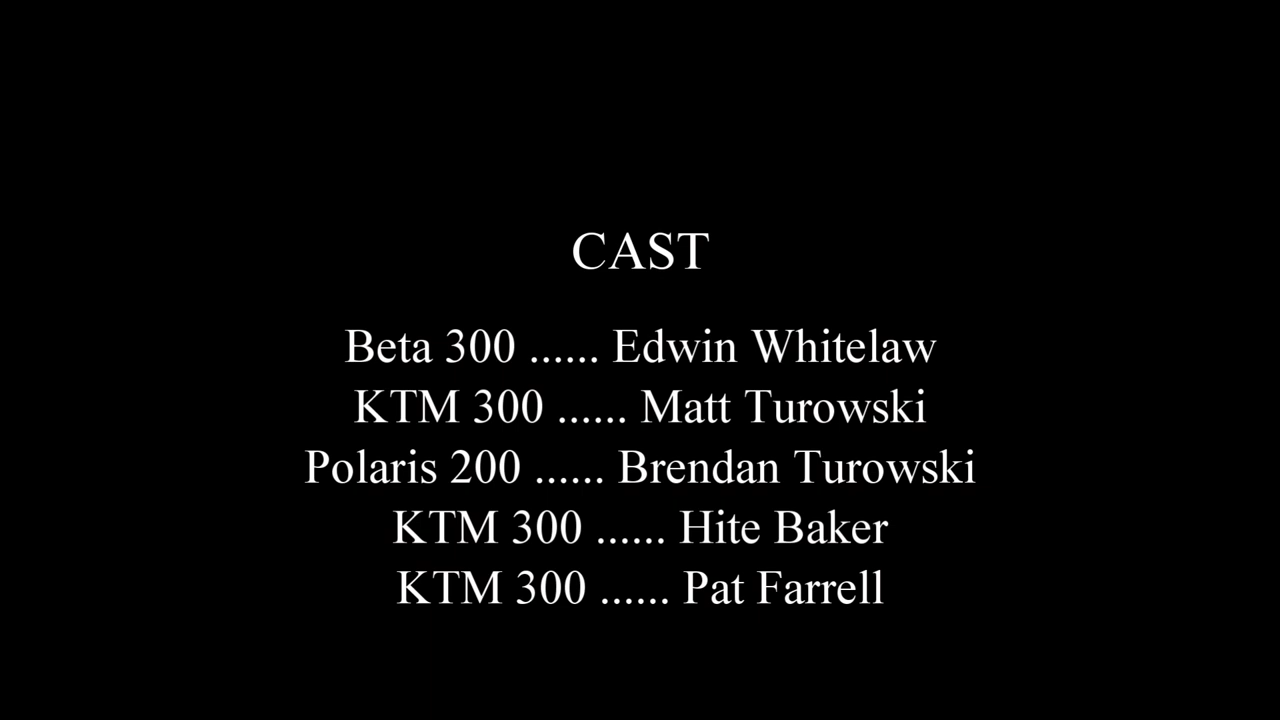 CAST
Beta 300 ...... Edwin Whitelaw
KTM 300 ...... Matt Turowski
Polaris 200 ...... Brendan Turowski
KTM 300 ...... Hite Baker
KTM 300 ...... Pat Farrell